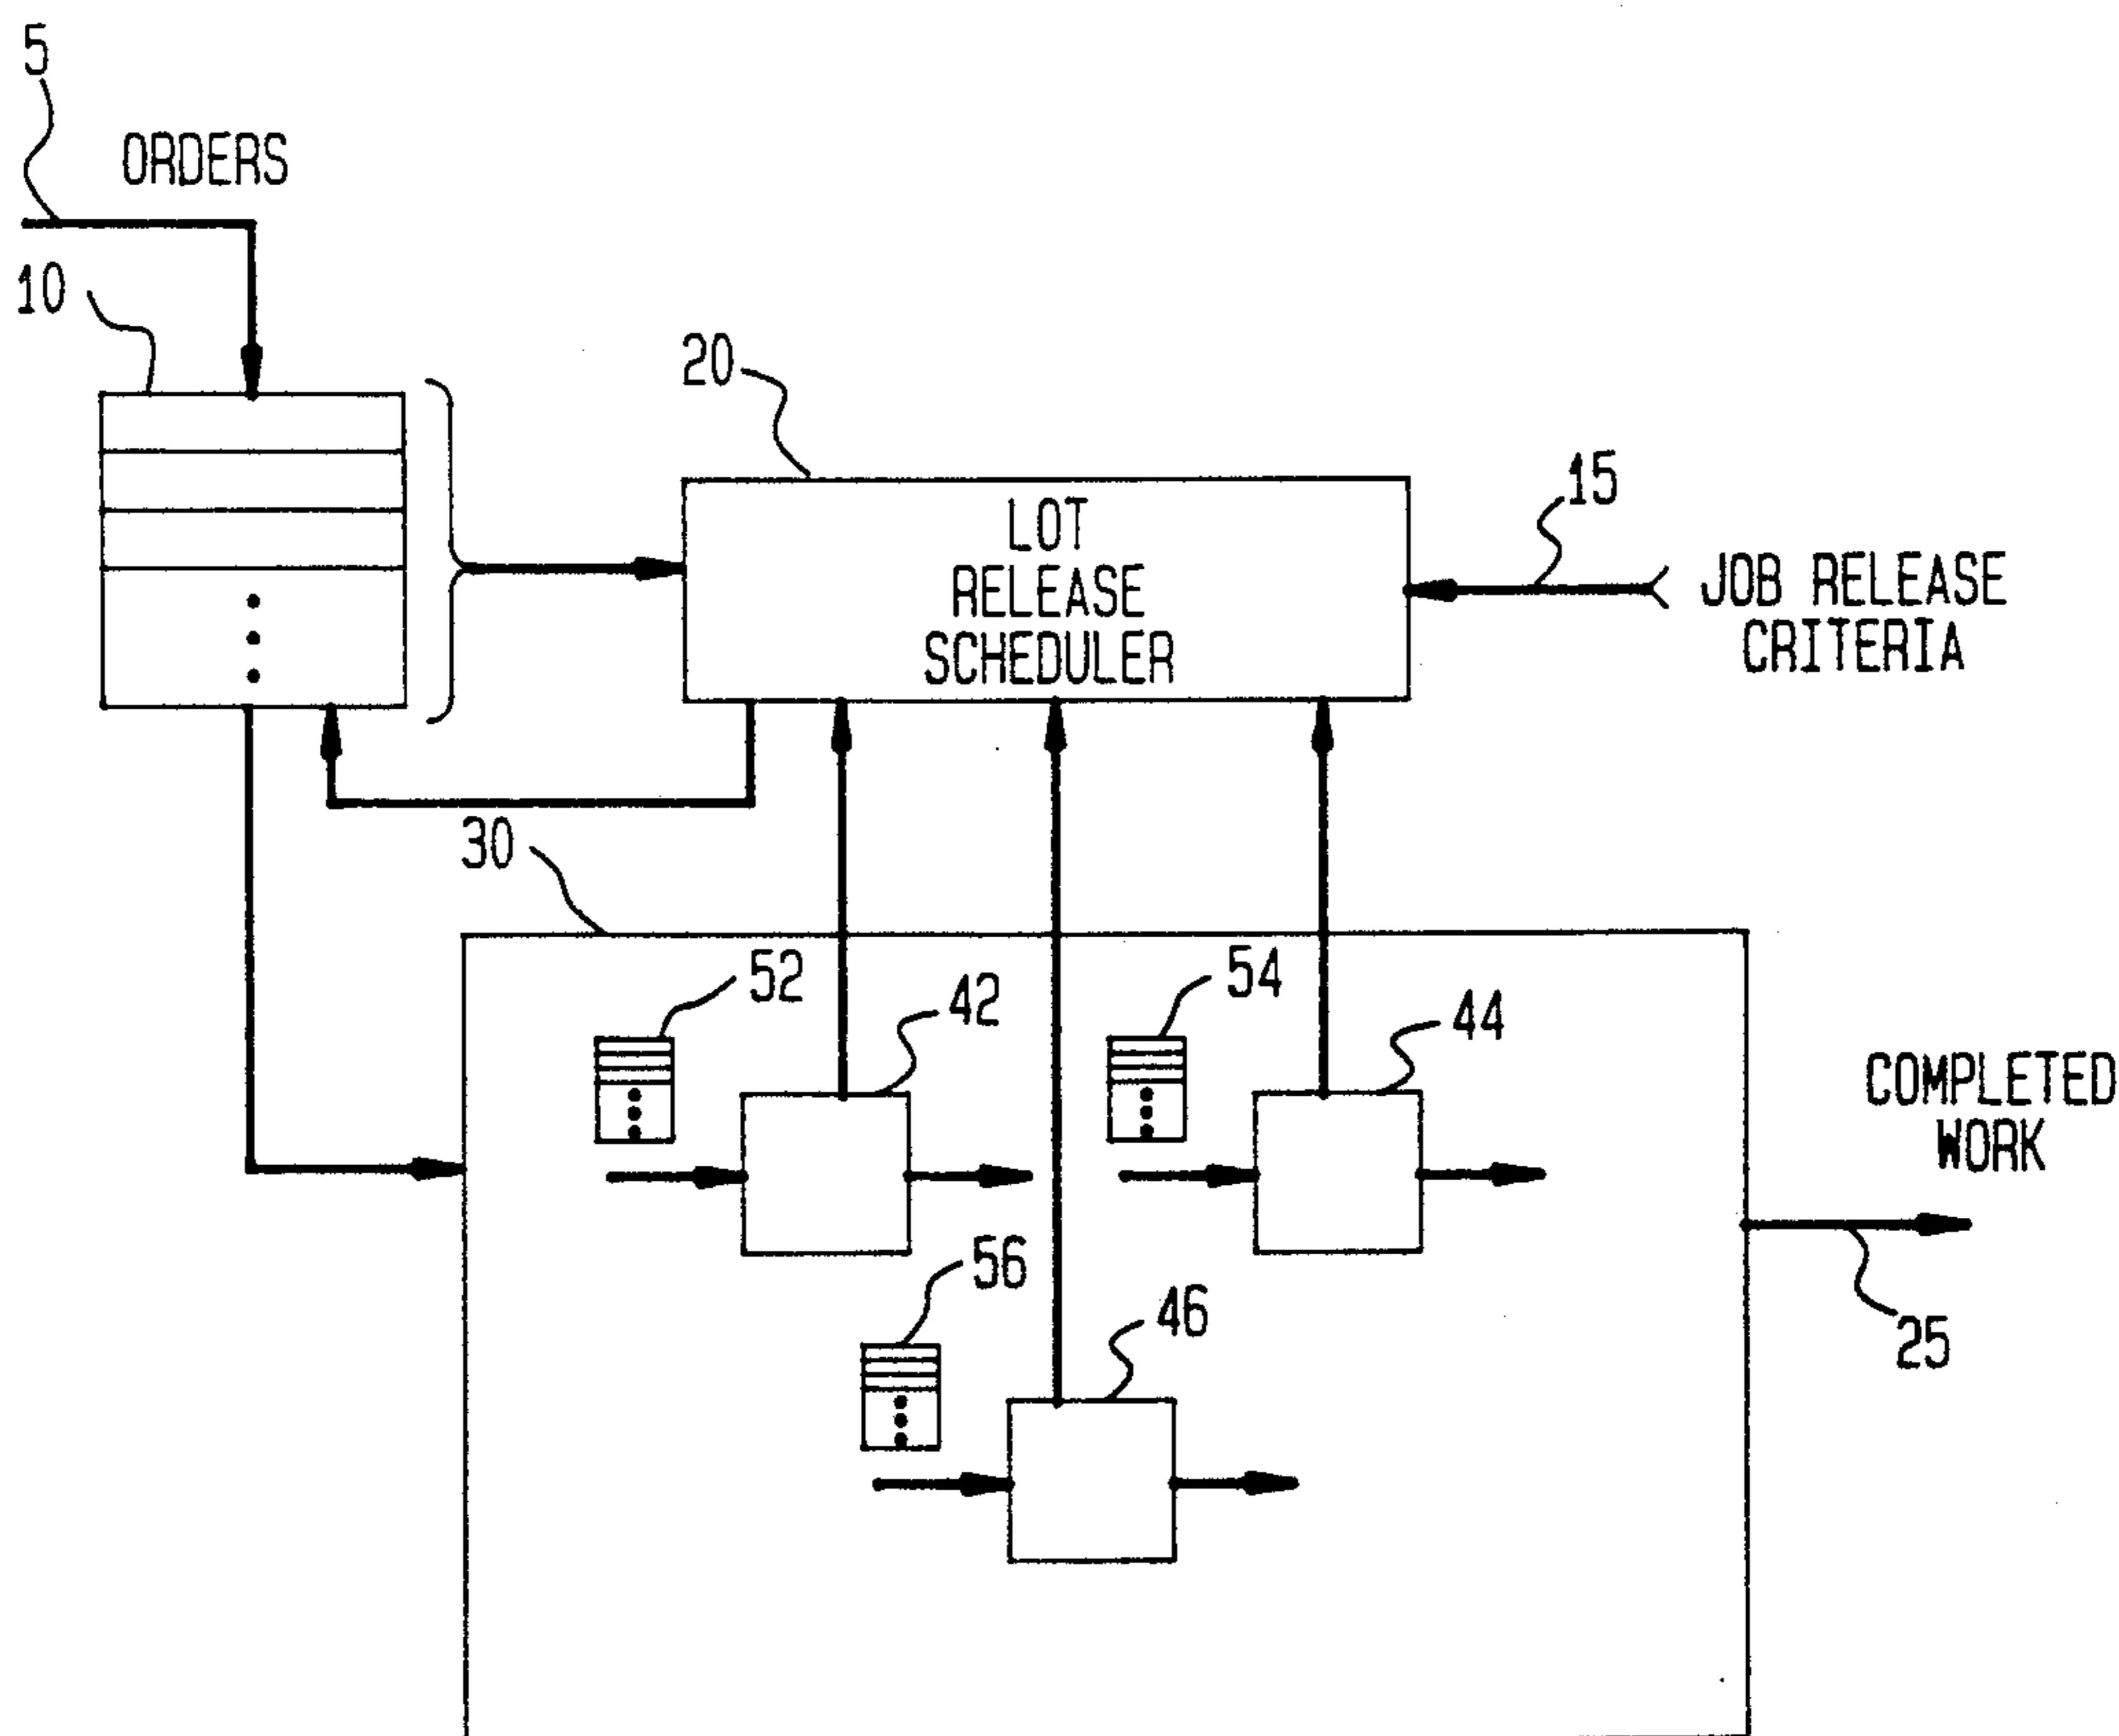 5
ORDERS
10
20
LOT
RELEASE
SCHEDULER
15
JOB RELEASE
CRITERIA
30
52
42
54
44
COMPLETED
WORK
56
46
25